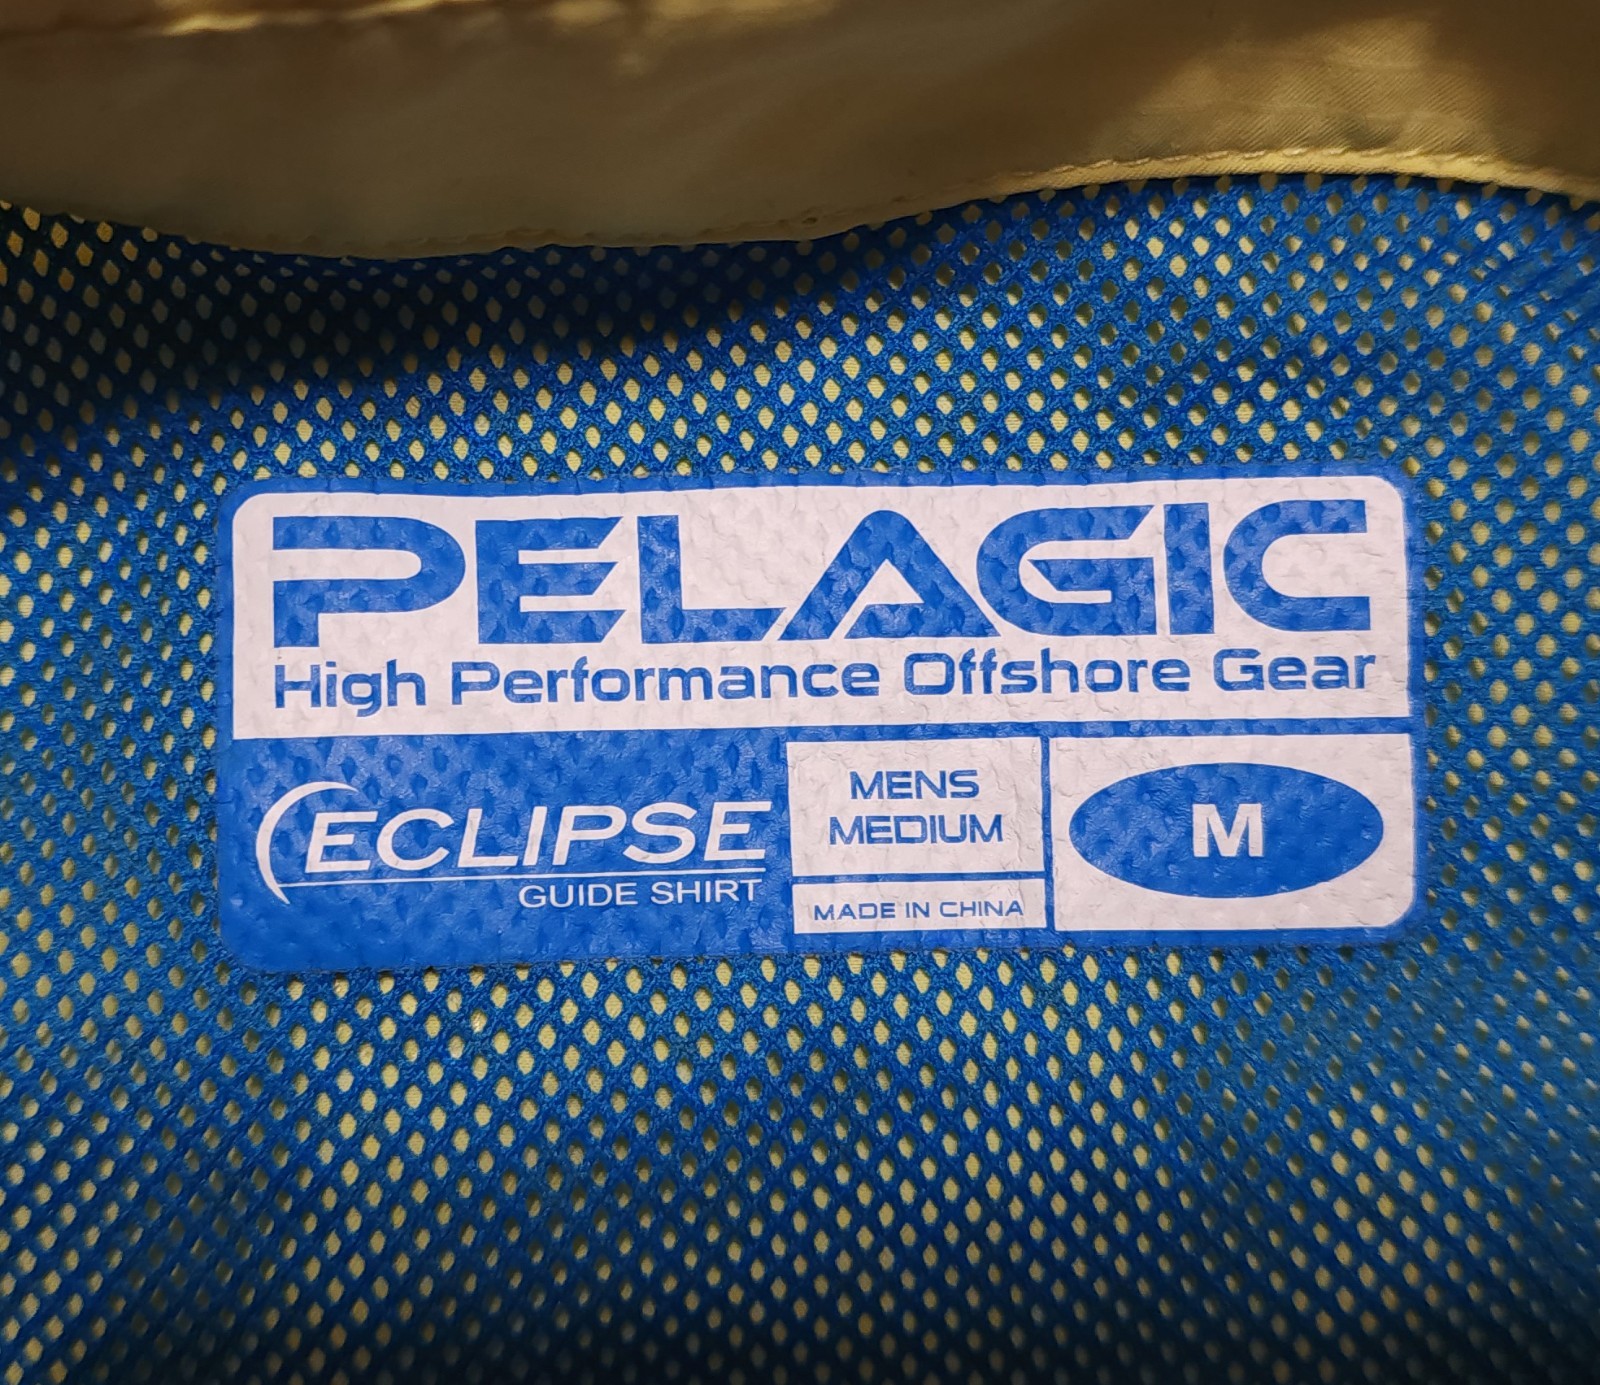 PELAGIC
High Performance Offshore Gear
ECLIPSE
GUIDE SHIRT
MENS
MEDIUM
MADE IN CHINA
M